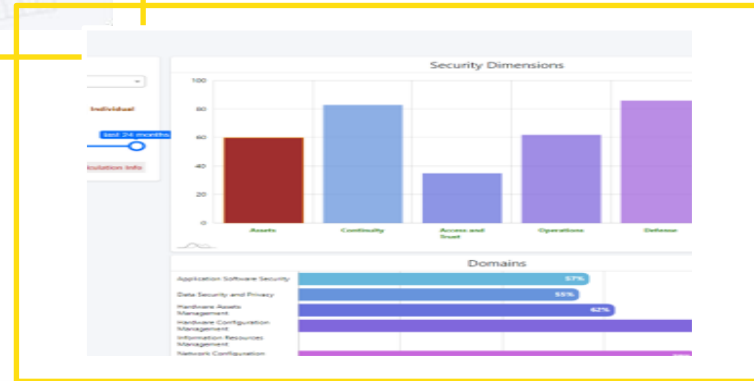 Security Dimensions
100
80
60
40
20
0
Assets
Continuity
Access and
Trust
Operations
Defense
Individual
last 24 months
culation Info
Domains
Application Software Security
57%
Data Security and Privacy
55%
Hardware Assets
Management
62%
Hardware Configuration
Management
Information Resources
Management
Network Configuration